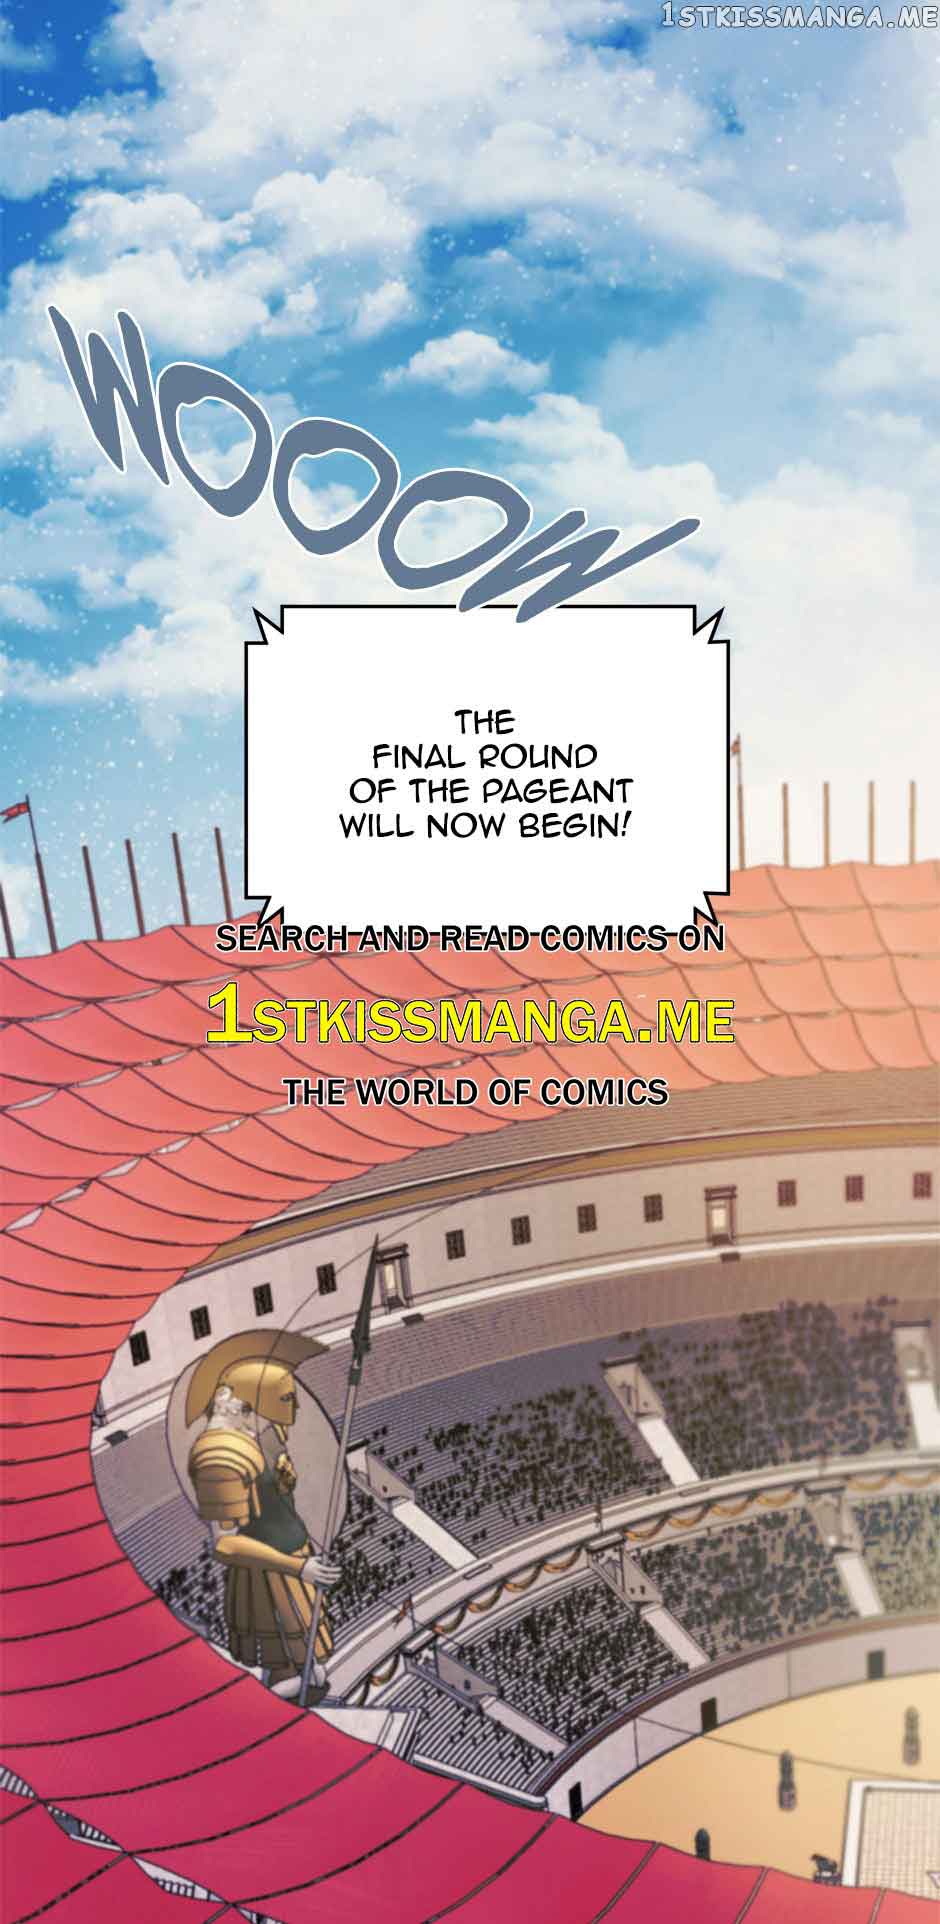 1STKISSMANGA.ME
WOOOW
THE
FINAL ROUND
OF THE PAGEANT
WILL NOW BEGIN!
SEARCH AND READ COMICS ON
1STKISSMANGA.ME
THE WORLD OF COMICS